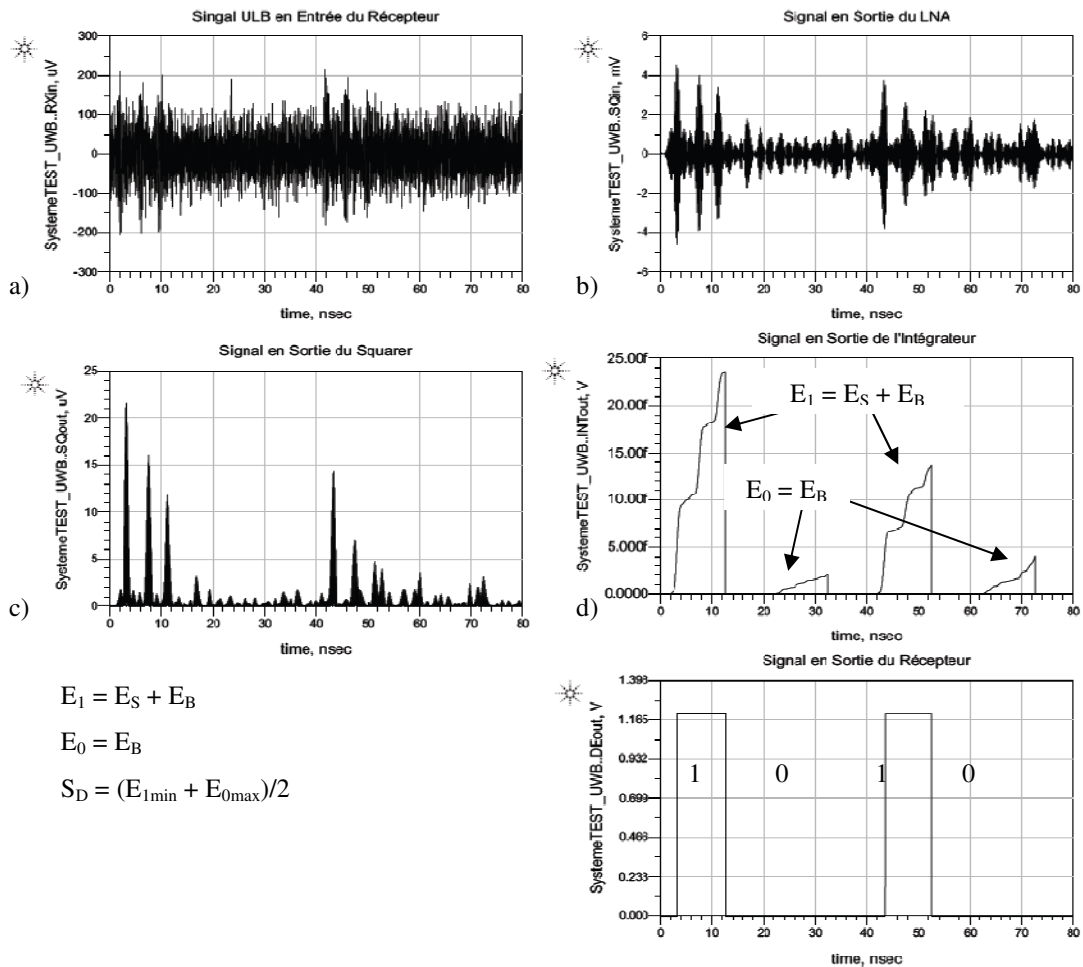 Singal ULB en Entrée du Récepteur
SystemeTEST_UWB..RXin, uV
300
200
100
0
-100
-200
-300
0 10 20 30 40 50 60 70 80
time, nsec
a)
Signal en Sortie du LNA
SystemeTEST_UWB..SQin, mV
6
4
2
0
-2
-4
-6
0 10 20 30 40 50 60 70 80
time, nsec
b)
Signal en Sortie du Squarer
SystemeTEST_UWB..SQout, uV
25
20
15
10
5
0
0 10 20 30 40 50 60 70 80
time, nsec
c)
Signal en Sortie de l'Intégrateur
SystemeTEST_UWB..INTout, V
25.00f
20.00f
15.00f
10.00f
5.000f
0.0000
E1 = ES + EB
E0 = EB
0 10 20 30 40 50 60 70 80
time, nsec
d)
E1 = ES + EB
E0 = EB
SD = (E1min + E0max)/2
Signal en Sortie du Récepteur
SystemeTEST_UWB..DEout, V
1.398
1.165
0.932
0.699
0.466
0.233
0.000
1 0 1 0
0 10 20 30 40 50 60 70 80
time, nsec